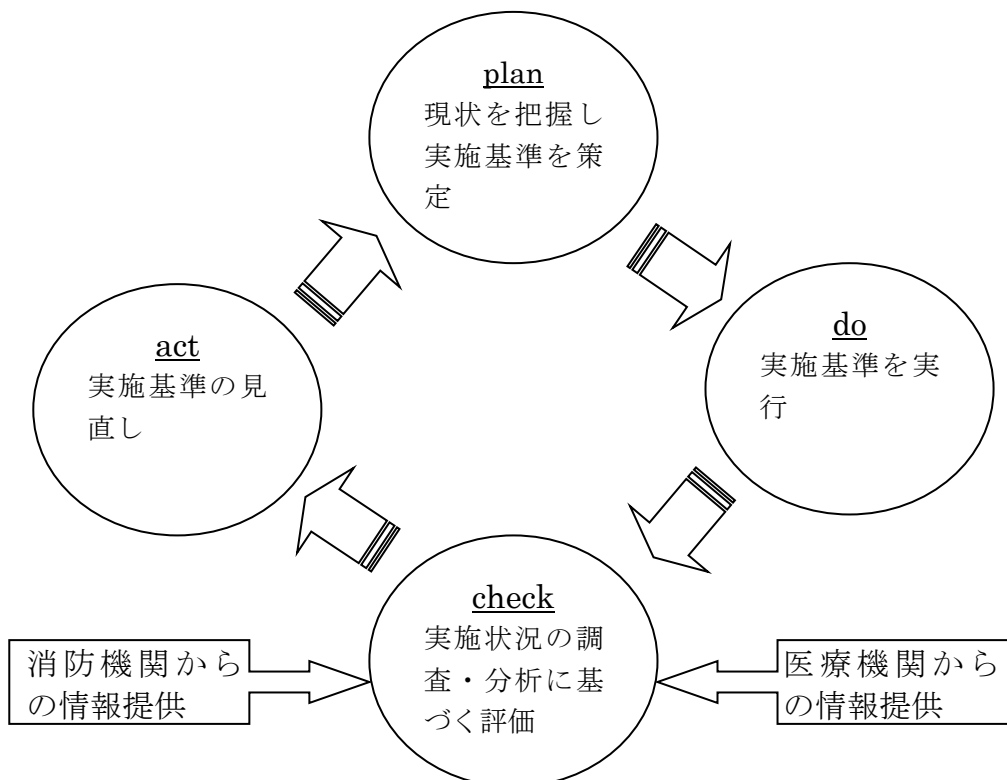 plan
現状を把握し
実施基準を策
定
do
実施基準を実
行
act
実施基準の見
直し
check
実施状況の調
査・分析に基
づく評価
消防機関から
の情報提供
医療機関から
の情報提供